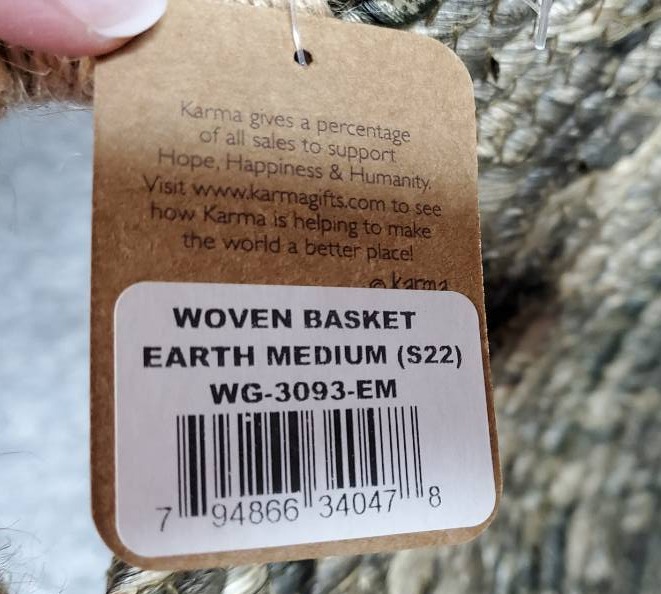 Karma gives a percentage
of all sales to support
Hope, Happiness & Humanity.
Visit www.karmagifts.com to see
how Karma is helping to make
the world a better place!
© karma
WOVEN BASKET
EARTH MEDIUM (S22)
WG-3093-EM
7 94866 34047 8